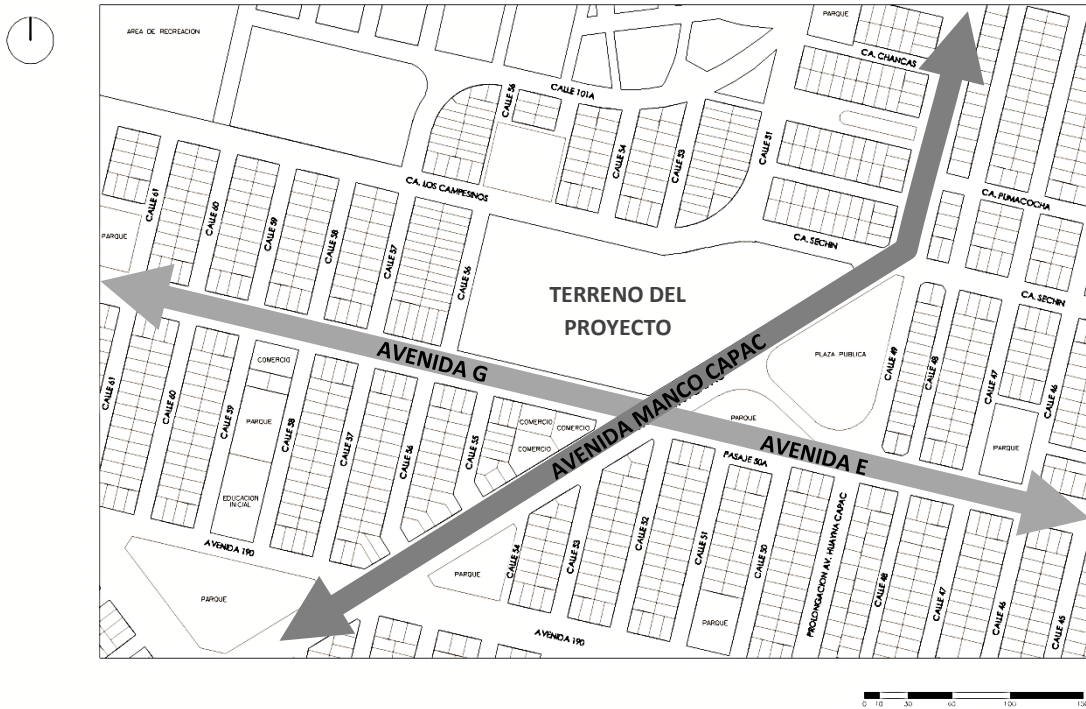 AREA DE RECREACION
PARQUE
CA. CHANCAS
CALLE 56
CALLE 101A
CALLE 54
CALLE 53
CALLE 51
CA. LOS CAMPESINOS
CA. PUMACOCHA
CALLE 61
CALLE 60
CALLE 59
CALLE 58
CALLE 57
CALLE 56
PARQUE
CA. SECHIN
CA. SECHIN
TERRENO DEL
PROYECTO
PLAZA PUBLICA
CALLE 49
CALLE 48
CALLE 47
CALLE 46
AVENIDA G
AVENIDA MANCO CAPAC
AVENIDA E
COMERCIO
PARQUE
CALLE 61
CALLE 60
CALLE 59
CALLE 58
CALLE 57
CALLE 56
CALLE 55
COMERCIO
COMERCIO
COMERCIO
PARQUE
PARQUE
PASAJE 50A
EDUCACION
INICIAL
AVENIDA 190
PARQUE
PARQUE
CALLE 54
CALLE 53
CALLE 52
CALLE 51
CALLE 50
PROLONGACION AV. HUAYNA CAPAC
CALLE 48
CALLE 47
CALLE 46
CALLE 45
PARQUE
AVENIDA 190
0 10 30 60 100 150